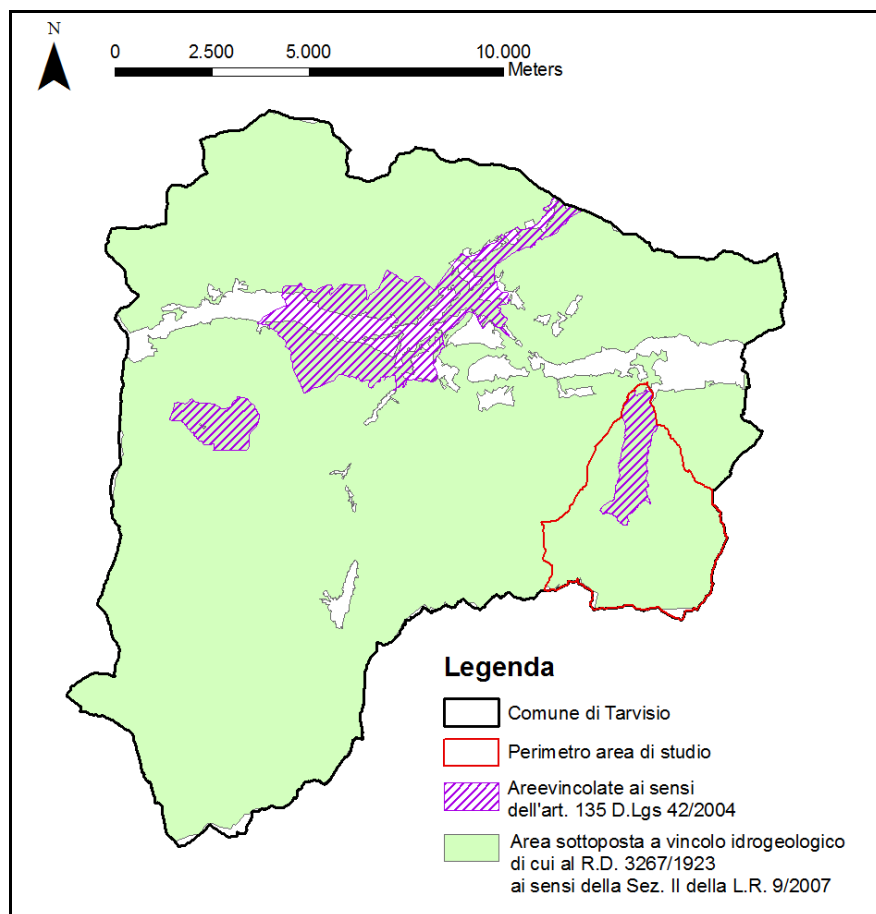 N
0 2.500 5.000 10.000
Meters
Legenda
Comune di Tarvisio
Perimetro area di studio
Areevincolate ai sensi
dell'art. 135 D.Lgs 42/2004
Area sottoposta a vincolo idrogeologico
di cui al R.D. 3267/1923
ai sensi della Sez. II della L.R. 9/2007